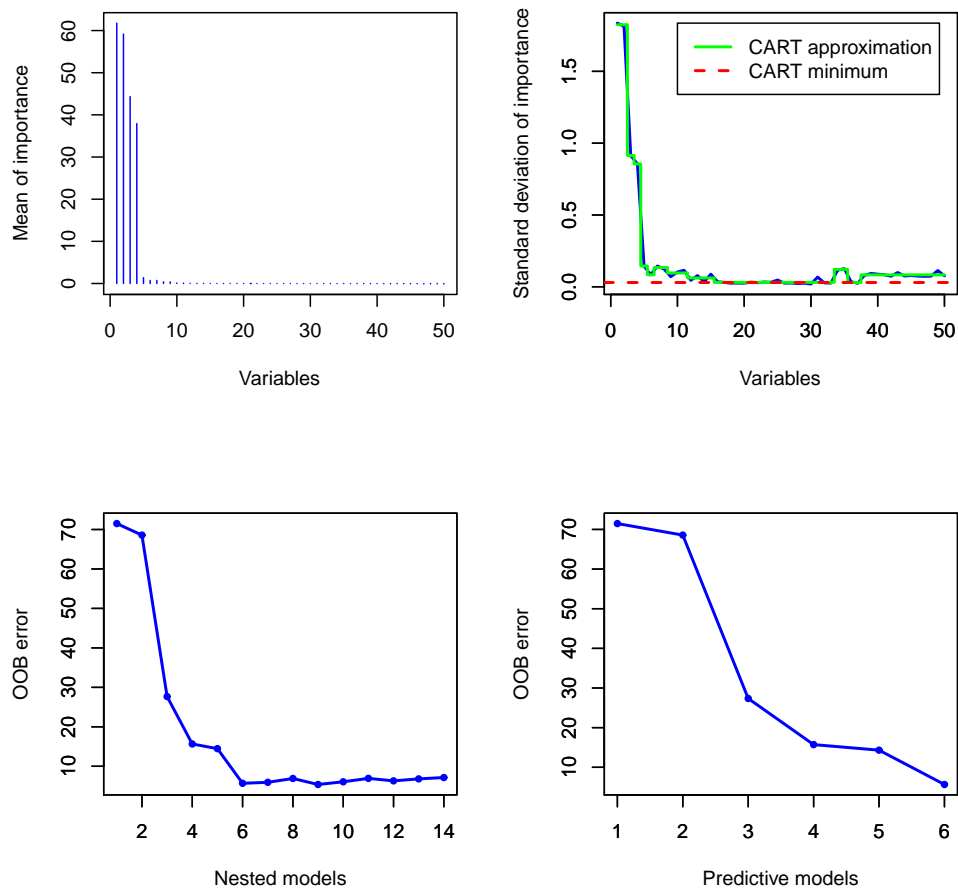 Mean of importance
0 10 20 30 40 50 60
0 10 20 30 40 50
Variables
Standard deviation of importance
0.0 0.5 1.0 1.5
CART approximation
CART minimum
0 10 20 30 40 50
Variables
OOB error
10 20 30 40 50 60 70
2 4 6 8 10 12 14
Nested models
OOB error
10 20 30 40 50 60 70
1 2 3 4 5 6
Predictive models